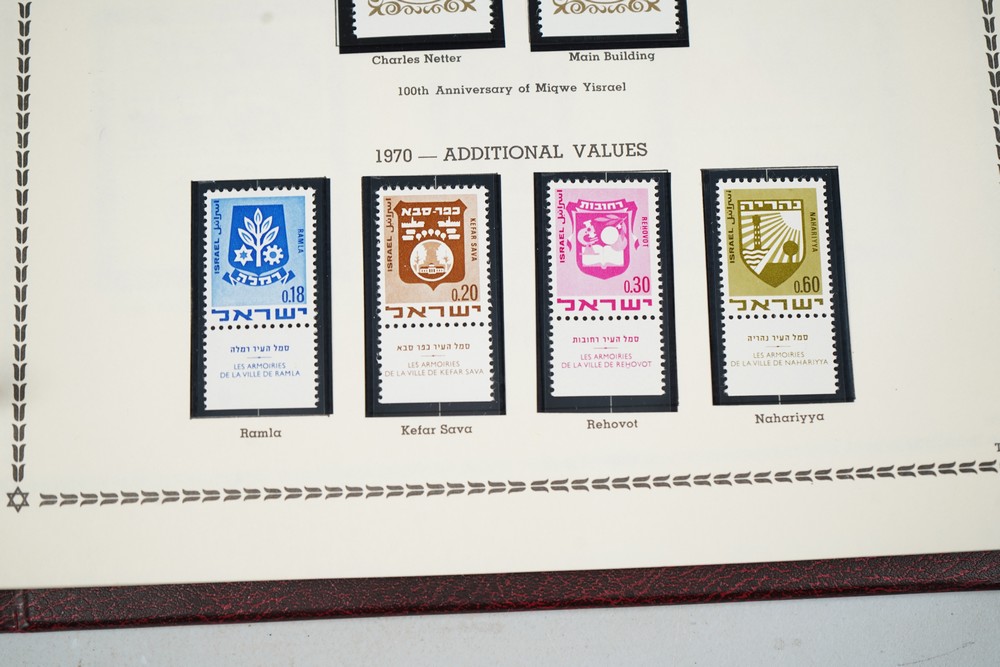 Charles Netter
Main Building
100th Anniversary of Miqwe Yisrael
1970 — ADDITIONAL VALUES
اسرائيل
ISRAEL
RAMLA
רמלה
0.18
ישראל
סמל העיר רמלה
LES ARMOIRIES
DE LA VILLE DE RAMLA
Ramla
اسرائيل
ISRAEL
כפר-סבא
KEFAR SAVA
0.20
ישראל
סמל העיר כפר סבא
LES ARMOIRIES
DE LA VILLE DE KEFAR SAVA
Kefar Sava
اسرائيل
ISRAEL
רחובות
REHOVOT
0.30
ישראל
סמל העיר רחובות
LES ARMOIRIES
DE LA VILLE DE REHOVOT
Rehovot
اسرائيل
ISRAEL
נהריה
NAHARIYYA
0.60
ישראל
סמל העיר נהריה
LES ARMOIRIES
DE LA VILLE DE NAHARIYYA
Nahariyya